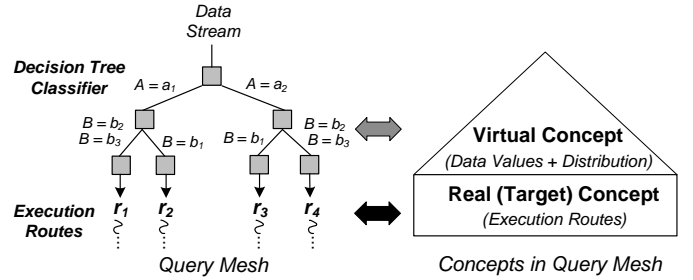 Data
Stream
Decision Tree
Classifier
A = a1
A = a2
B = b2
B = b3
B = b1
B = b1
B = b2
B = b3
Execution
Routes
r1
r2
r3
r4
Query Mesh
Virtual Concept
(Data Values + Distribution)
Real (Target) Concept
(Execution Routes)
Concepts in Query Mesh